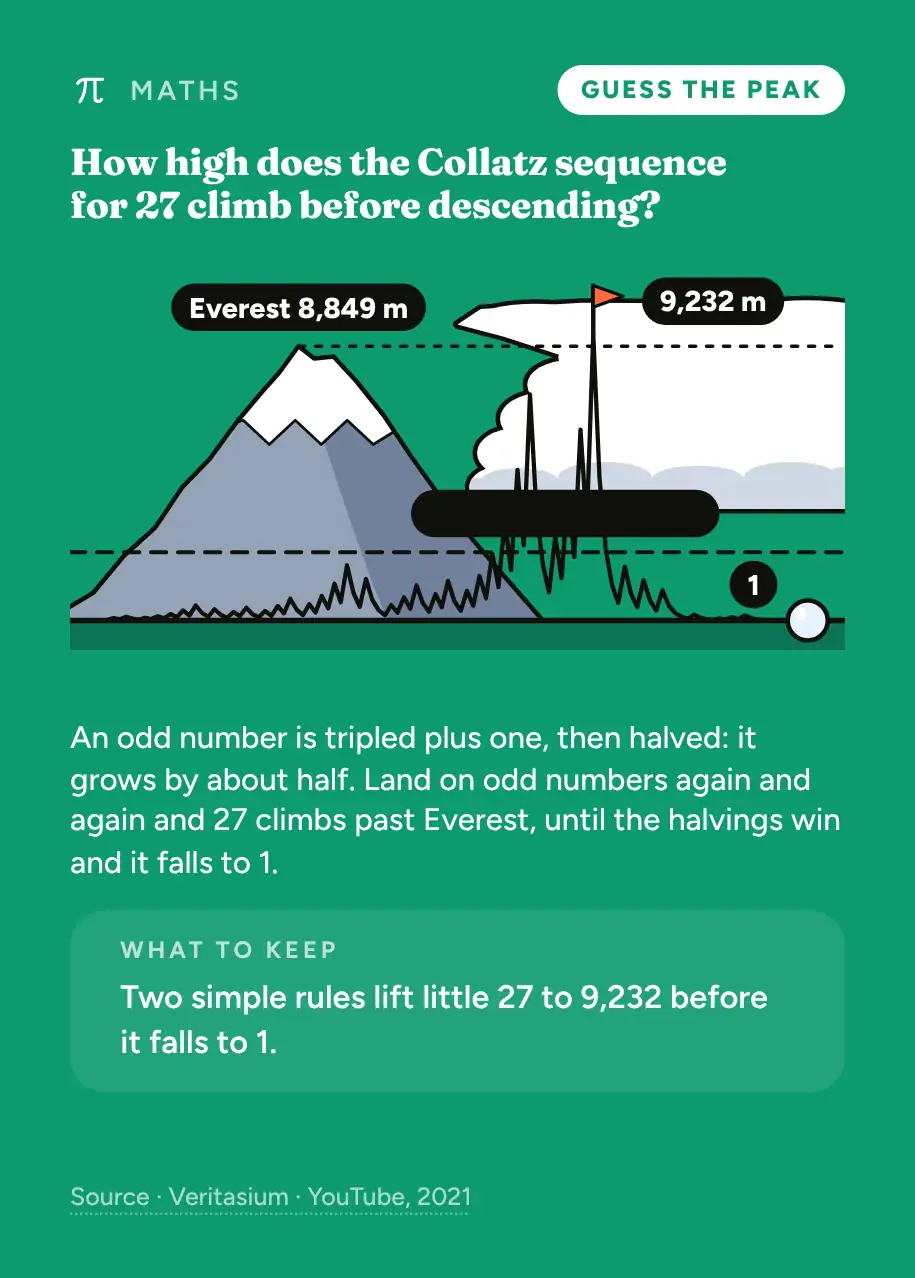 π MATHS
GUESS THE PEAK
How high does the Collatz sequence
for 27 climb before descending?
Everest 8,849 m
9,232 m
1
An odd number is tripled plus one, then halved: it
grows by about half. Land on odd numbers again and
again and 27 climbs past Everest, until the halvings win
and it falls to 1.
WHAT TO KEEP
Two simple rules lift little 27 to 9,232 before
it falls to 1.
Source · Veritasium · YouTube, 2021